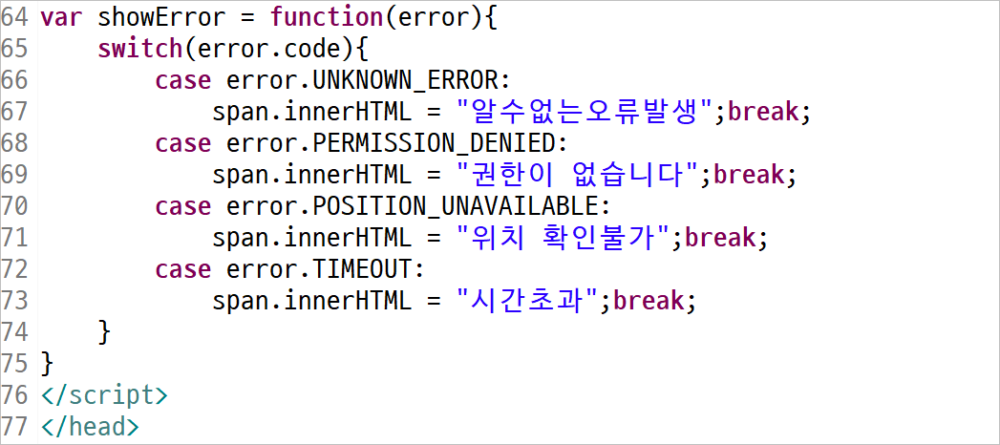 64 var showError = function(error){
65     switch(error.code){
66         case error.UNKNOWN_ERROR:
67             span.innerHTML = "알수없는오류발생";break;
68         case error.PERMISSION_DENIED:
69             span.innerHTML = "권한이 없습니다";break;
70         case error.POSITION_UNAVAILABLE:
71             span.innerHTML = "위치 확인불가";break;
72         case error.TIMEOUT:
73             span.innerHTML = "시간초과";break;
74     }
75 }
76 </script>
77 </head>